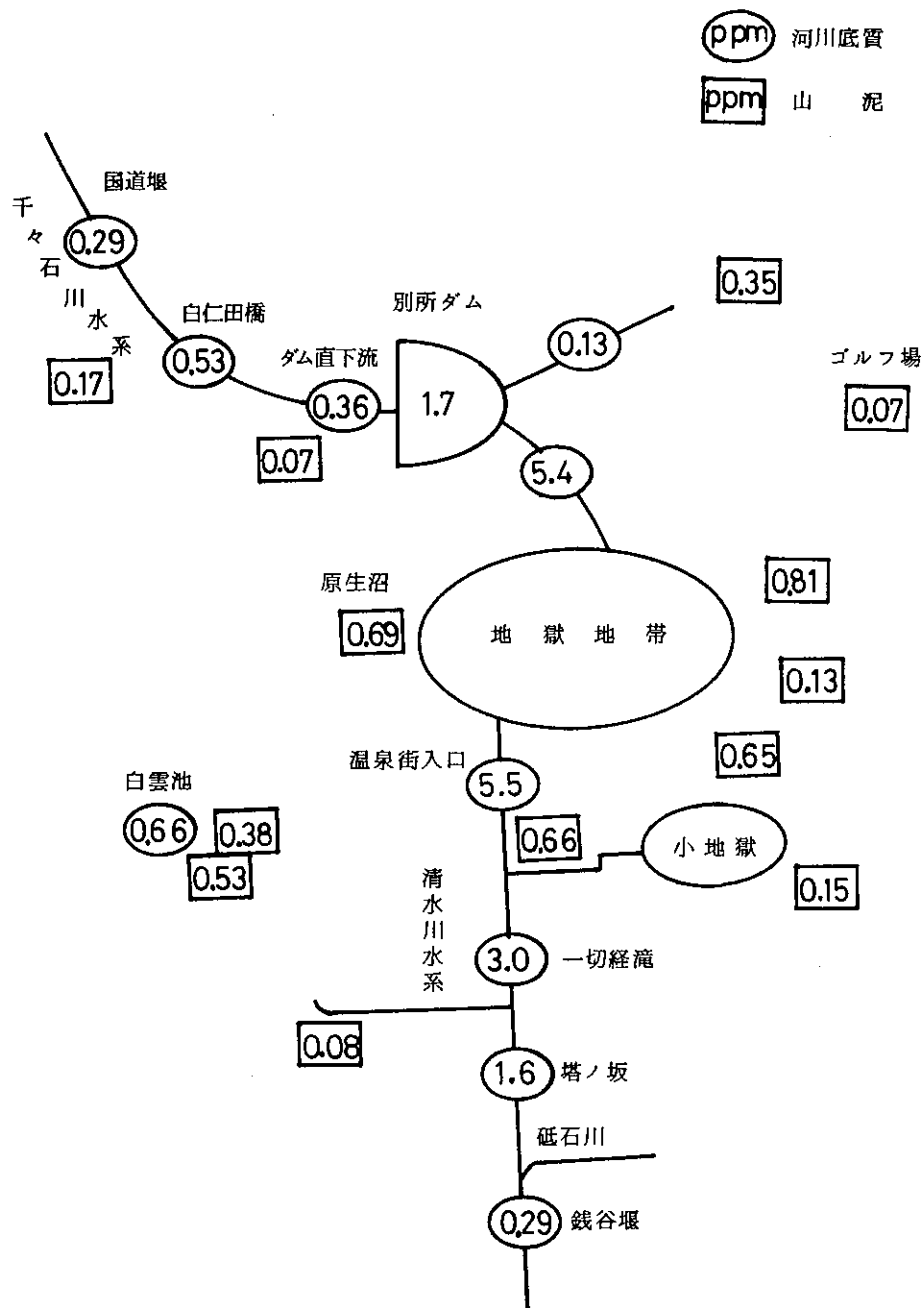 ppm 河川底質
ppm 山泥
国道堰
千々石川水系
0.29
0.35
別所ダム
白仁田橋
0.13
ダム直下流
0.53
ゴルフ場
0.17
0.36
1.7
0.07
0.07
5.4
原生沼
0.81
0.69
地獄地帯
0.13
0.65
温泉街入口
5.5
白雲池
0.66
0.38
0.66
小地獄
0.53
0.15
清水川水系
3.0 一切経滝
0.08
1.6 塔ノ坂
砥石川
0.29 銭谷堰